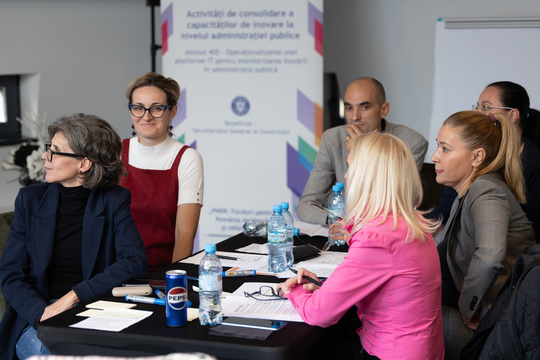 Activități de consolidare a
capacităților de inovare la
nivelul administrației publice
Jalonul 405 - Operaționalizarea unei
platforme IT pentru monitorizarea inovării
în administrația publică
Beneficiar :
Secretariatul General al Guvernului
„PNRR: Fonduri pentru
România
pepsi